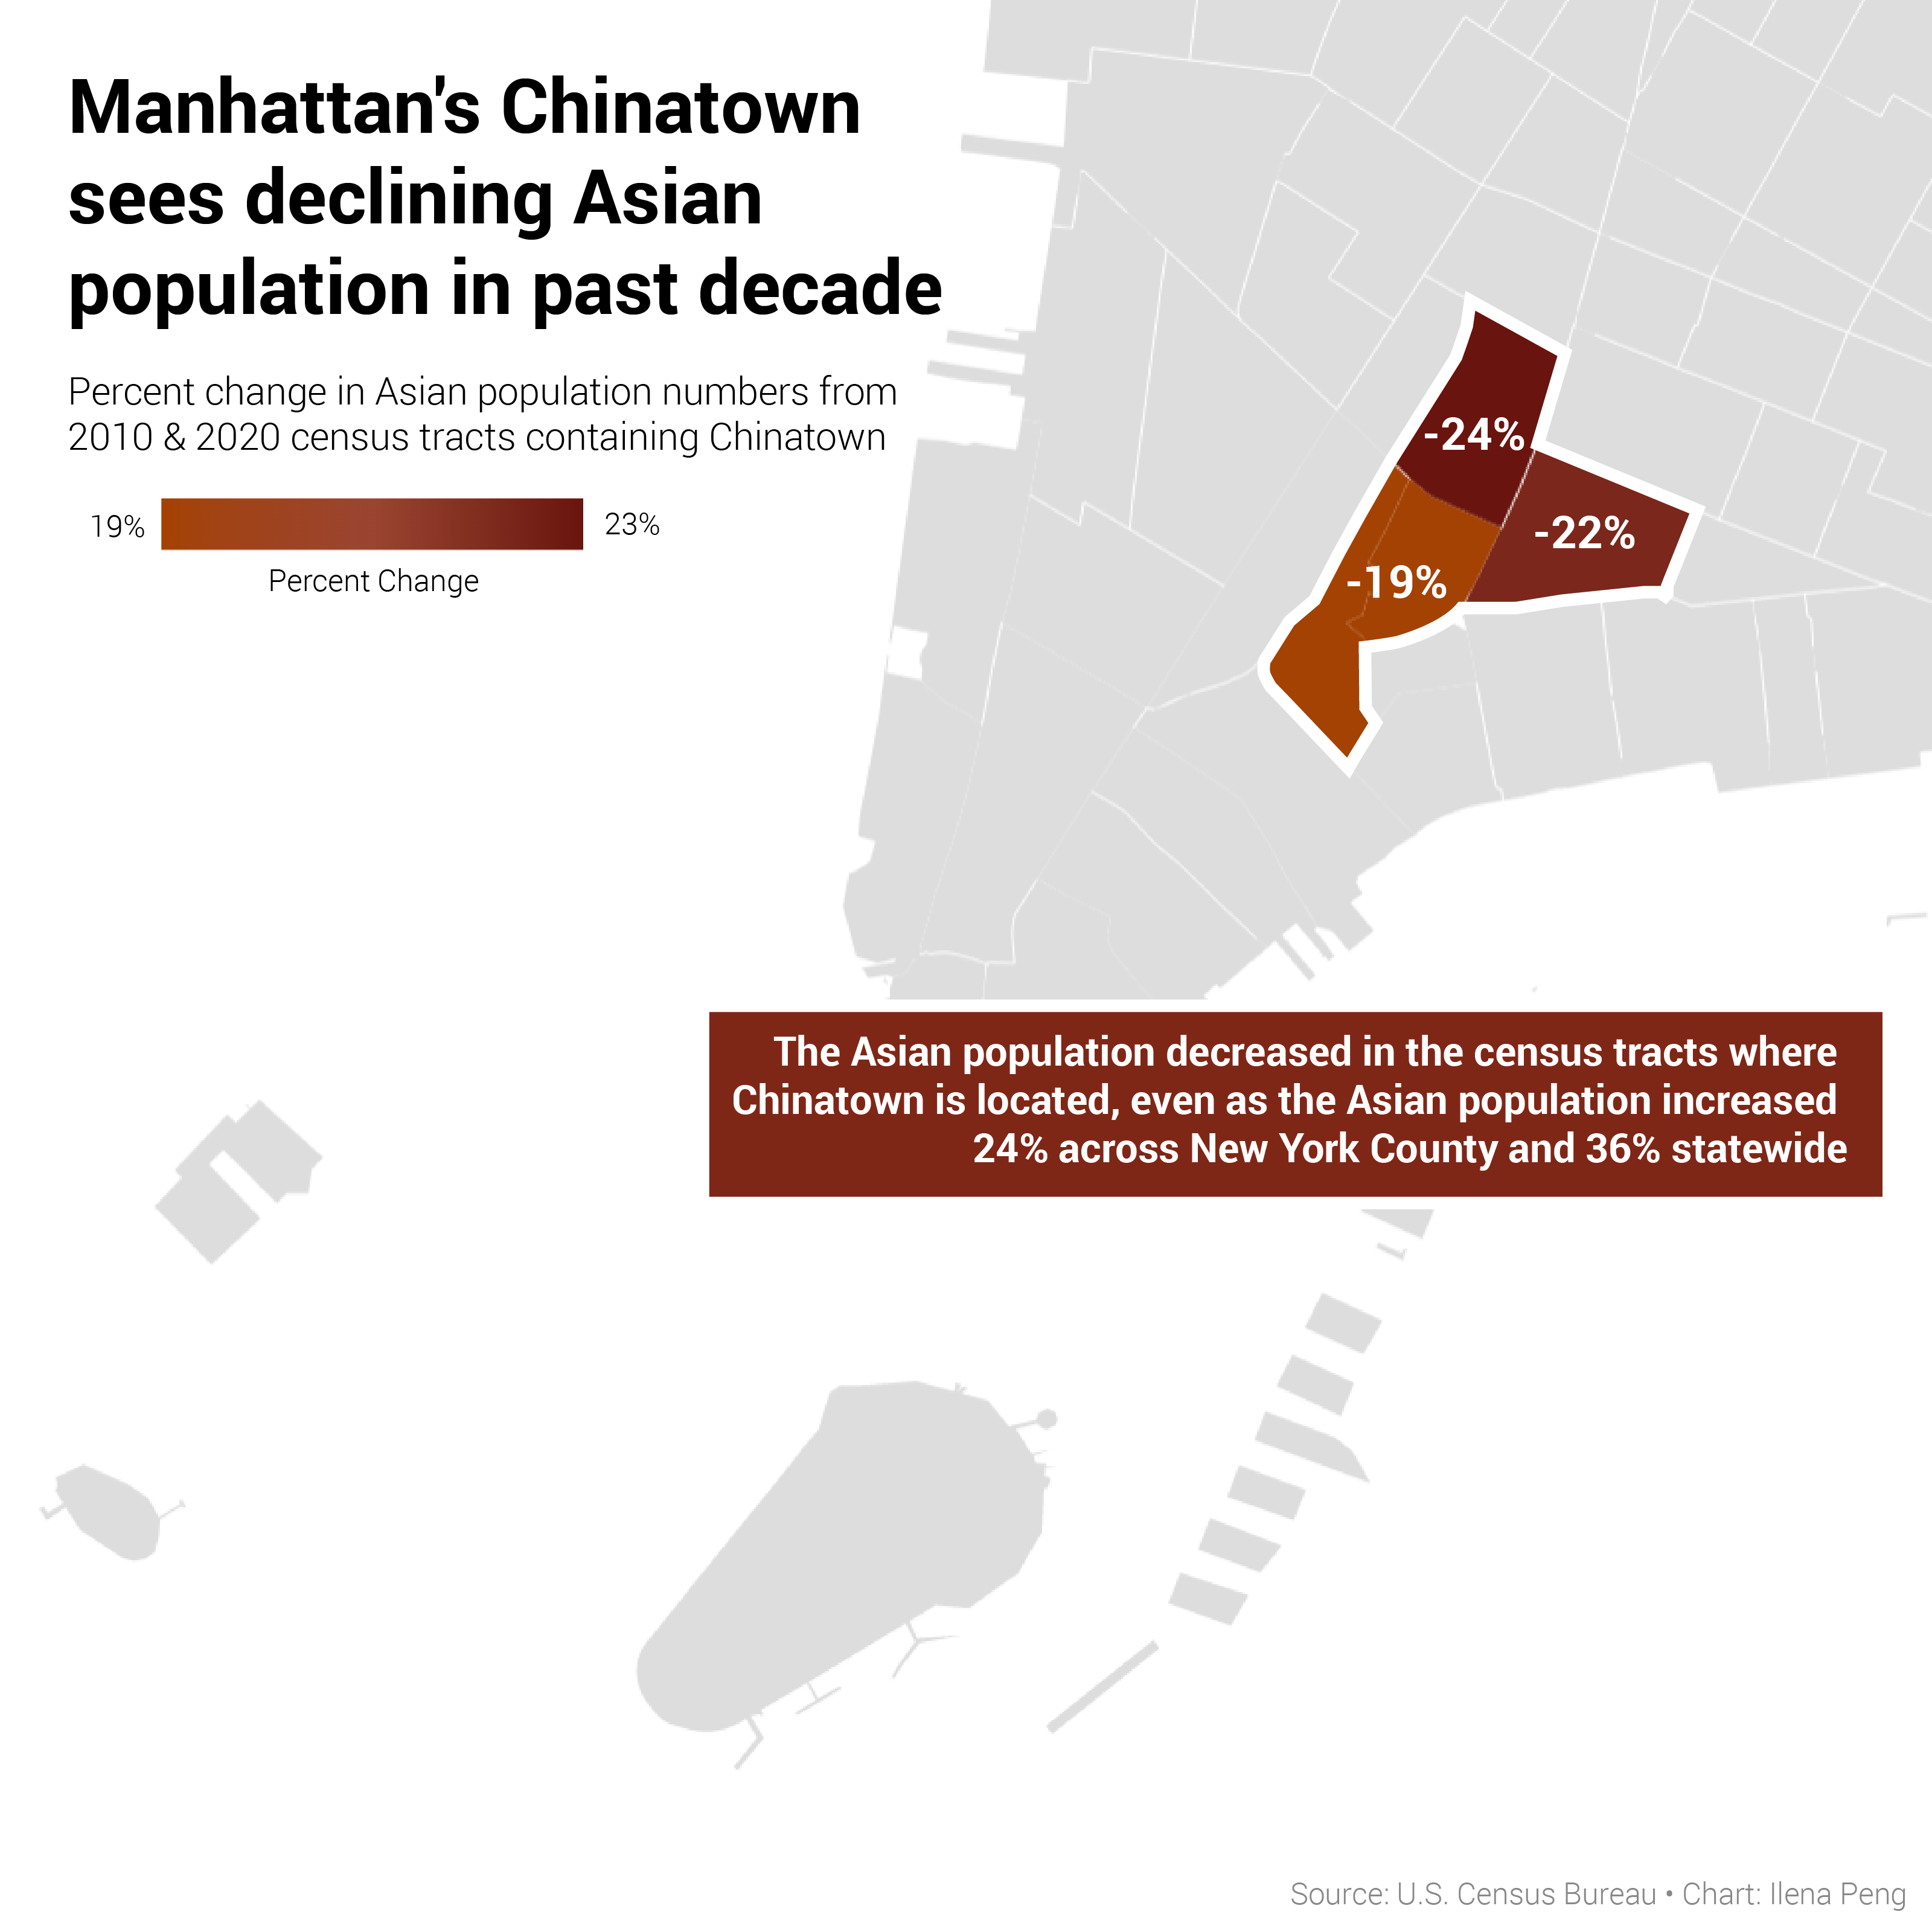 Manhattan's Chinatown
sees declining Asian
population in past decade
Percent change in Asian population numbers from
2010 & 2020 census tracts containing Chinatown
19%
23%
Percent Change
-24%
-22%
-19%
The Asian population decreased in the census tracts where
Chinatown is located, even as the Asian population increased
24% across New York County and 36% statewide
Source: U.S. Census Bureau • Chart: Ilena Peng